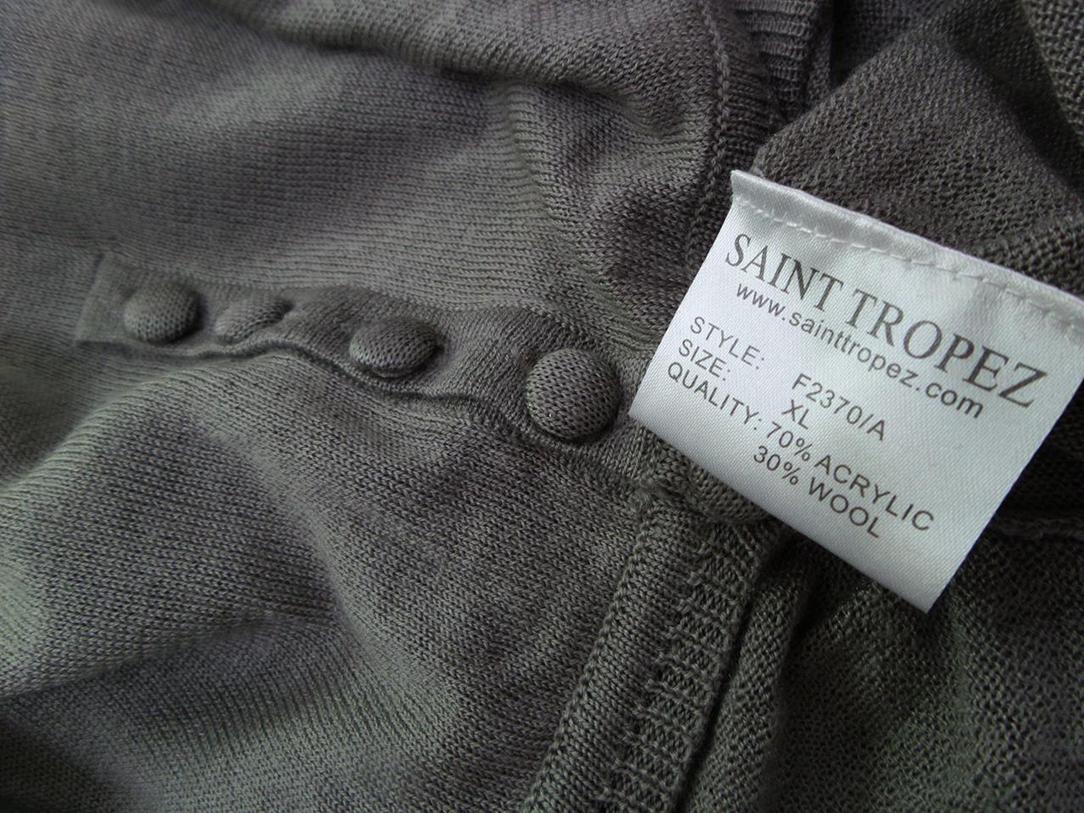 SAINT TROPEZ
www.sainttropez.com
STYLE: F2370/A
SIZE: XL
QUALITY: 70% ACRYLIC
30% WOOL